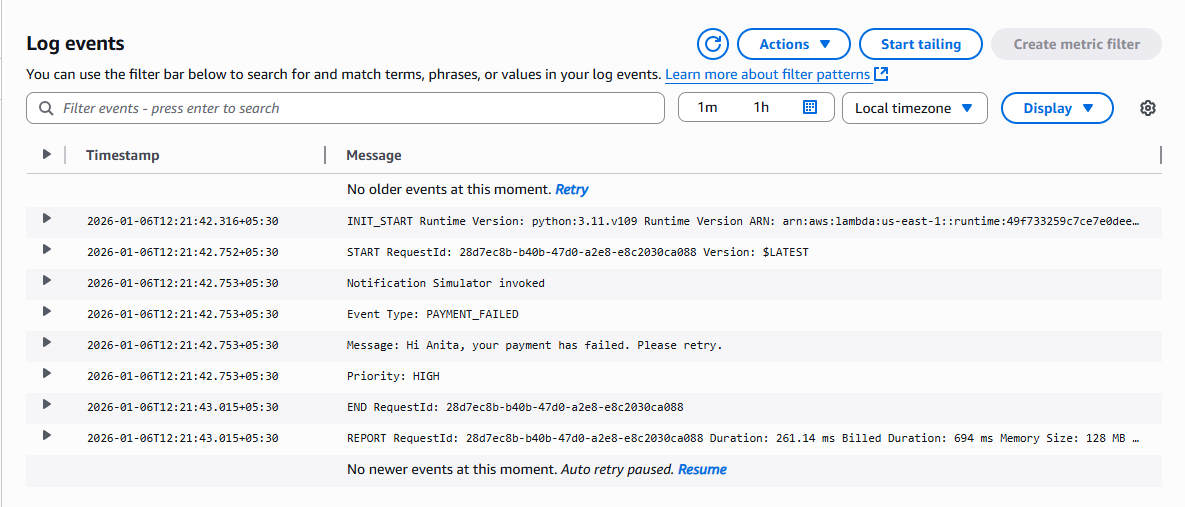 Log events
Actions
Start tailing
Create metric filter
You can use the filter bar below to search for and match terms, phrases, or values in your log events. Learn more about filter patterns
Filter events - press enter to search
1m 1h
Local timezone
Display
Timestamp Message
No older events at this moment. Retry
2026-01-06T12:21:42.316+05:30 INIT_START Runtime Version: python:3.11.v109 Runtime Version ARN: arn:aws:lambda:us-east-1::runtime:49f733259c7ce7e0dee…
2026-01-06T12:21:42.752+05:30 START RequestId: 28d7ec8b-b40b-47d0-a2e8-e8c2030ca088 Version: $LATEST
2026-01-06T12:21:42.753+05:30 Notification Simulator invoked
2026-01-06T12:21:42.753+05:30 Event Type: PAYMENT_FAILED
2026-01-06T12:21:42.753+05:30 Message: Hi Anita, your payment has failed. Please retry.
2026-01-06T12:21:42.753+05:30 Priority: HIGH
2026-01-06T12:21:43.015+05:30 END RequestId: 28d7ec8b-b40b-47d0-a2e8-e8c2030ca088
2026-01-06T12:21:43.015+05:30 REPORT RequestId: 28d7ec8b-b40b-47d0-a2e8-e8c2030ca088 Duration: 261.14 ms Billed Duration: 694 ms Memory Size: 128 MB …
No newer events at this moment. Auto retry paused. Resume